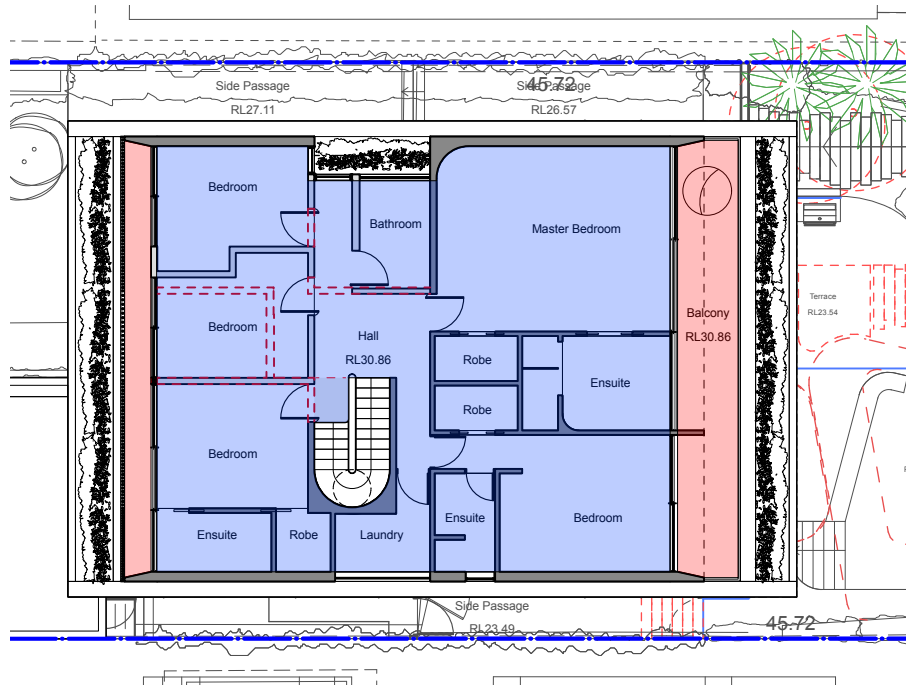 Side Passage
RL27.11
45.72
Side Passage
RL26.57
Bedroom
Bathroom
Master Bedroom
Terrace
RL23.54
Bedroom
Hall
RL30.86
Balcony
RL30.86
Robe
Ensuite
Robe
Bedroom
Ensuite
Robe
Laundry
Ensuite
Bedroom
Side Passage
RL23.49
45.72